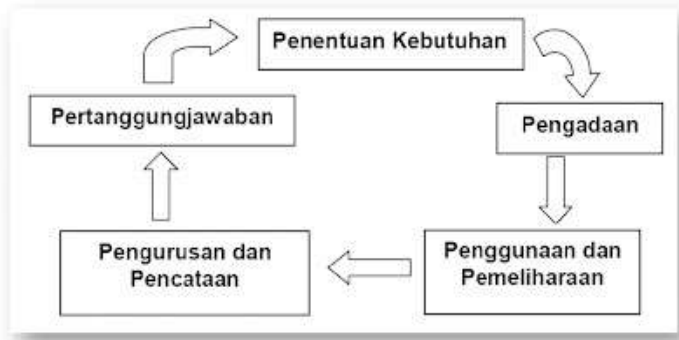 Penentuan Kebutuhan
Pengadaan
Penggunaan dan
Pemeliharaan
Pengurusan dan
Pencataan
Pertanggungjawaban